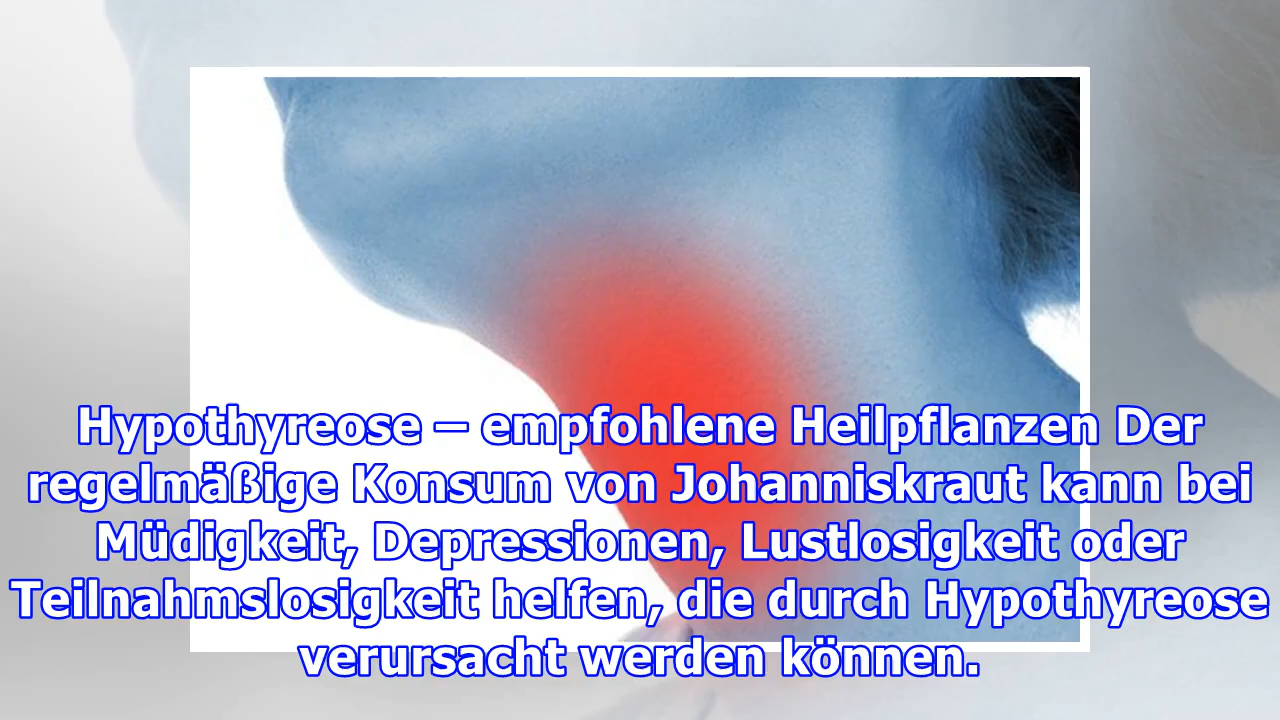 Hypothyreose – empfohlene Heilpflanzen Der
regelmäßige Konsum von Johanniskraut kann bei
Müdigkeit, Depressionen, Lustlosigkeit oder
Teilnahmslosigkeit helfen, die durch Hypothyreose
verursacht werden können.